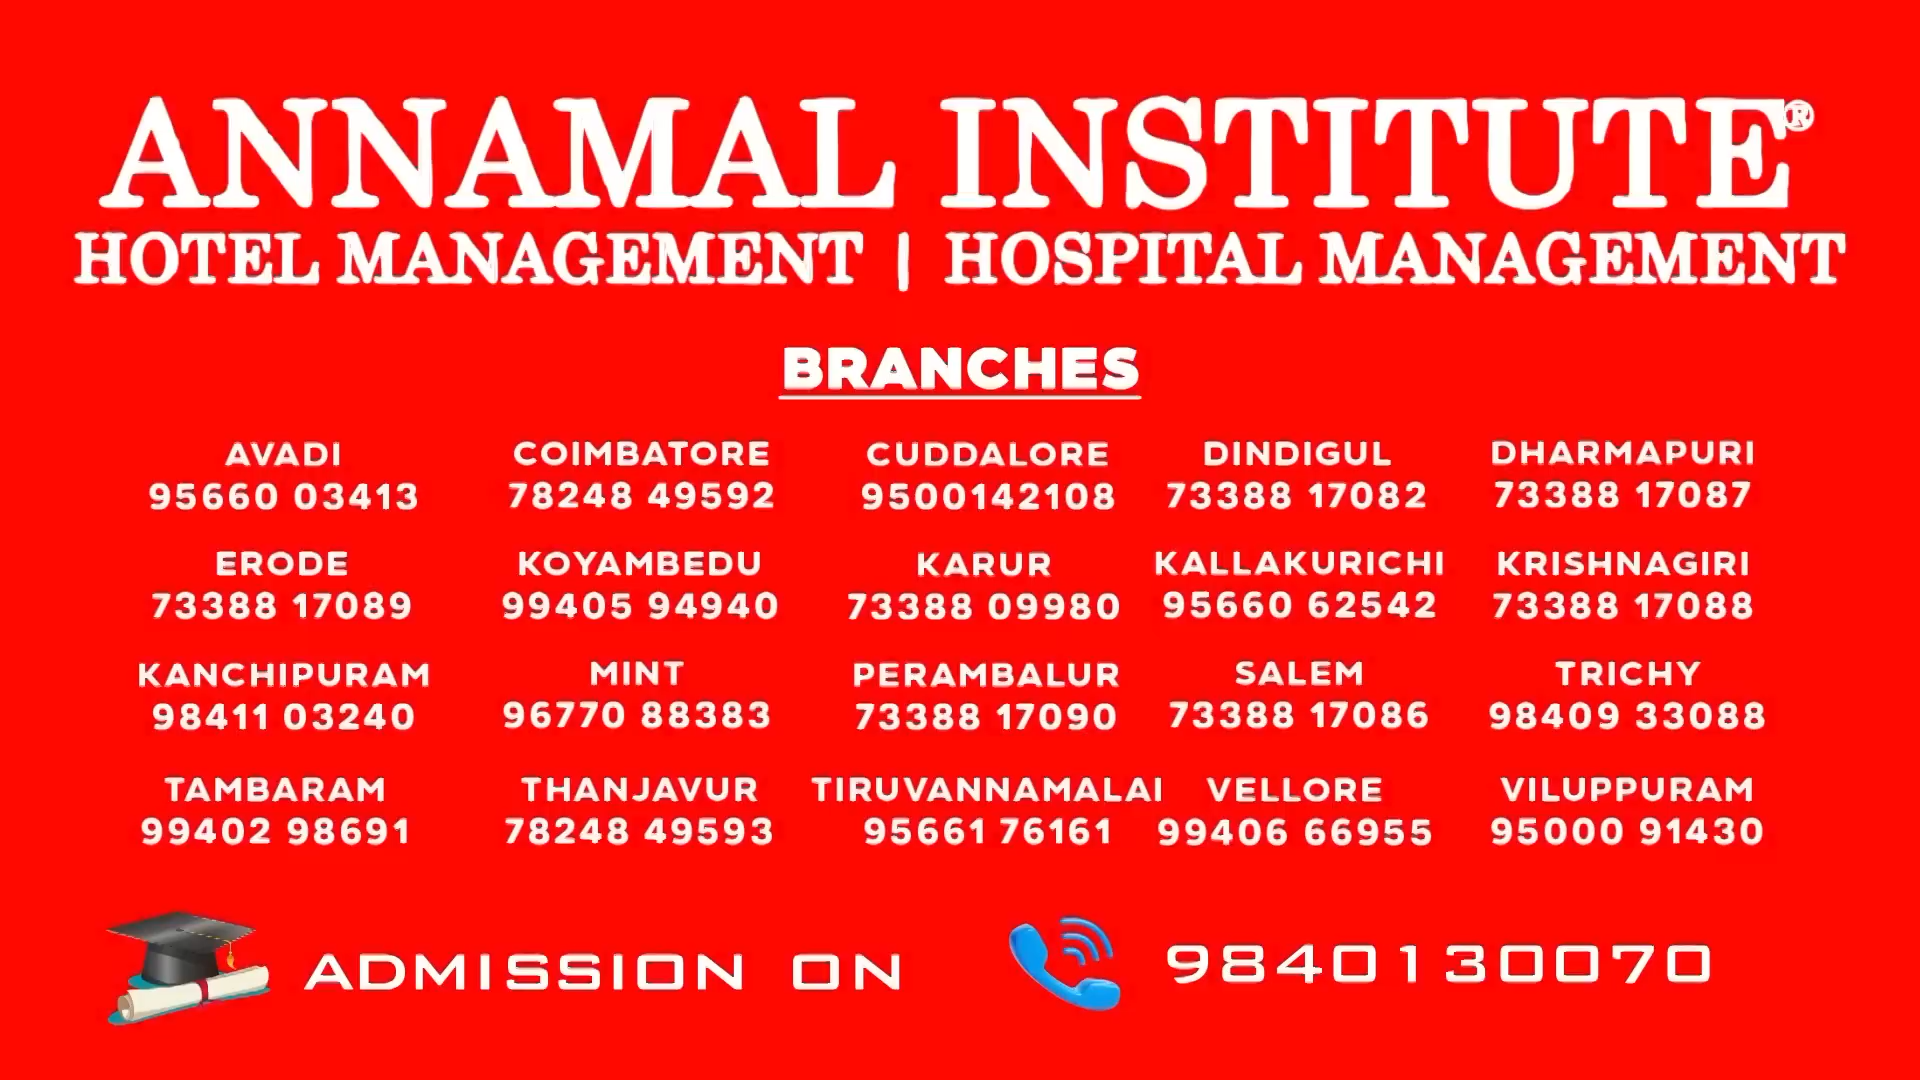 ANNAMAL INSTITUTE®
HOTEL MANAGEMENT | HOSPITAL MANAGEMENT
BRANCHES
AVADI COIMBATORE CUDDALORE DINDIGUL DHARMAPURI
95660 03413 78248 49592 9500142108 73388 17082 73388 17087
ERODE KOYAMBEDU KARUR KALLAKURICHI KRISHNAGIRI
73388 17089 99405 94940 73388 09980 95660 62542 73388 17088
KANCHIPURAM MINT PERAMBALUR SALEM TRICHY
98411 03240 96770 88383 73388 17090 73388 17086 98409 33088
TAMBARAM THANJAVUR TIRUVANNAMALAI VELLORE VILUPPURAM
99402 98691 78248 49593 95661 76161 99406 66955 95000 91430
ADMISSION ON 9840130070